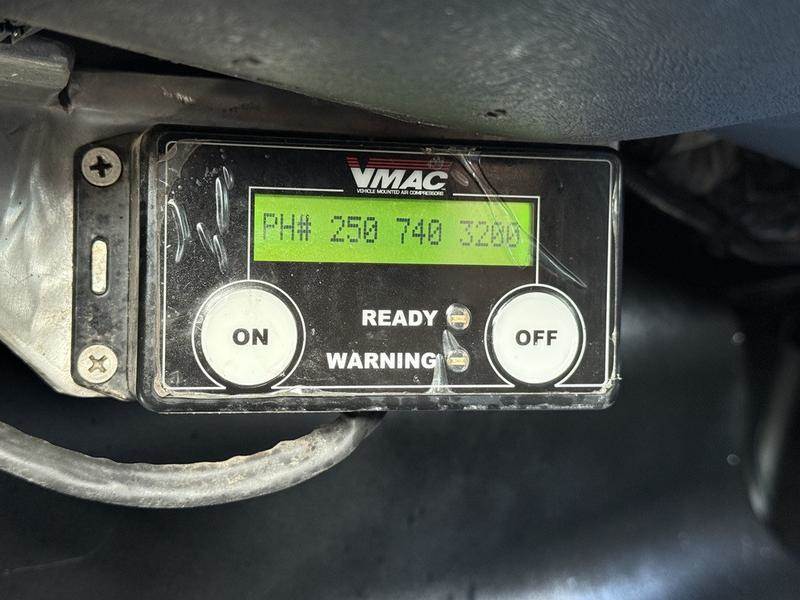 VMAC
VEHICLE MOUNTED AIR COMPRESSORS
PH# 250 740 3200
ON
READY
OFF
WARNING